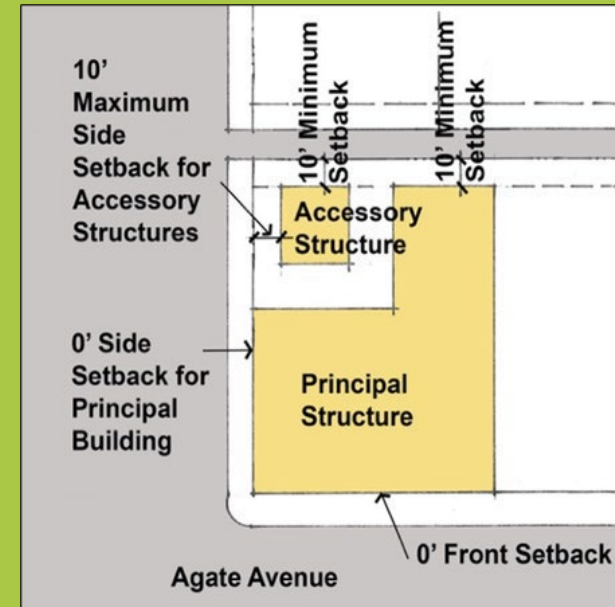 10'
Maximum
Side
Setback for
Accessory
Structures
10' Minimum
Setback
10' Minimum
Setback
Accessory
Structure
0' Side
Setback for
Principal
Building
Principal
Structure
0' Front Setback
Agate Avenue